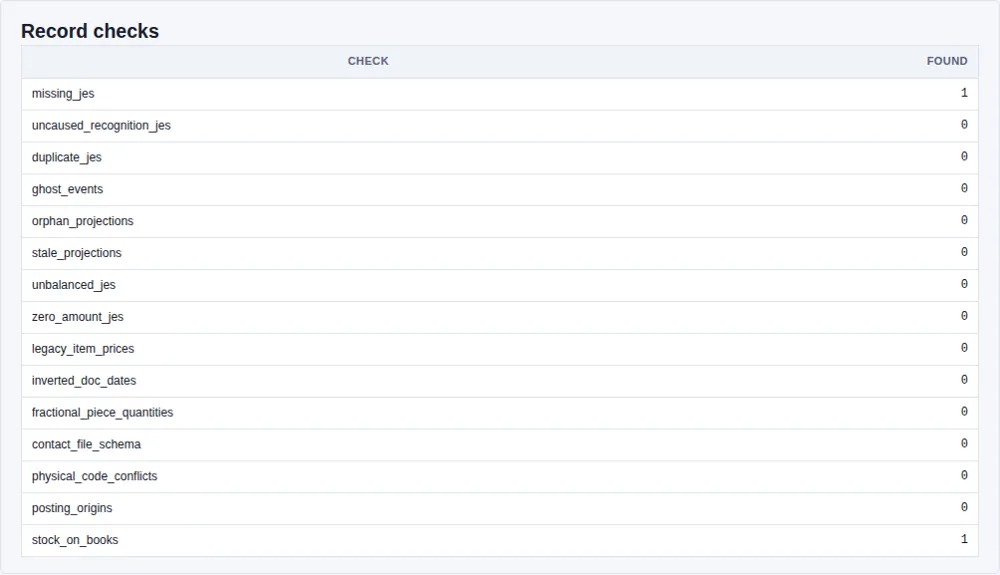 Record checks
CHECK FOUND
missing_jes 1
uncaused_recognition_jes 0
duplicate_jes 0
ghost_events 0
orphan_projections 0
stale_projections 0
unbalanced_jes 0
zero_amount_jes 0
legacy_item_prices 0
inverted_doc_dates 0
fractional_piece_quantities 0
contact_file_schema 0
physical_code_conflicts 0
posting_origins 0
stock_on_books 1